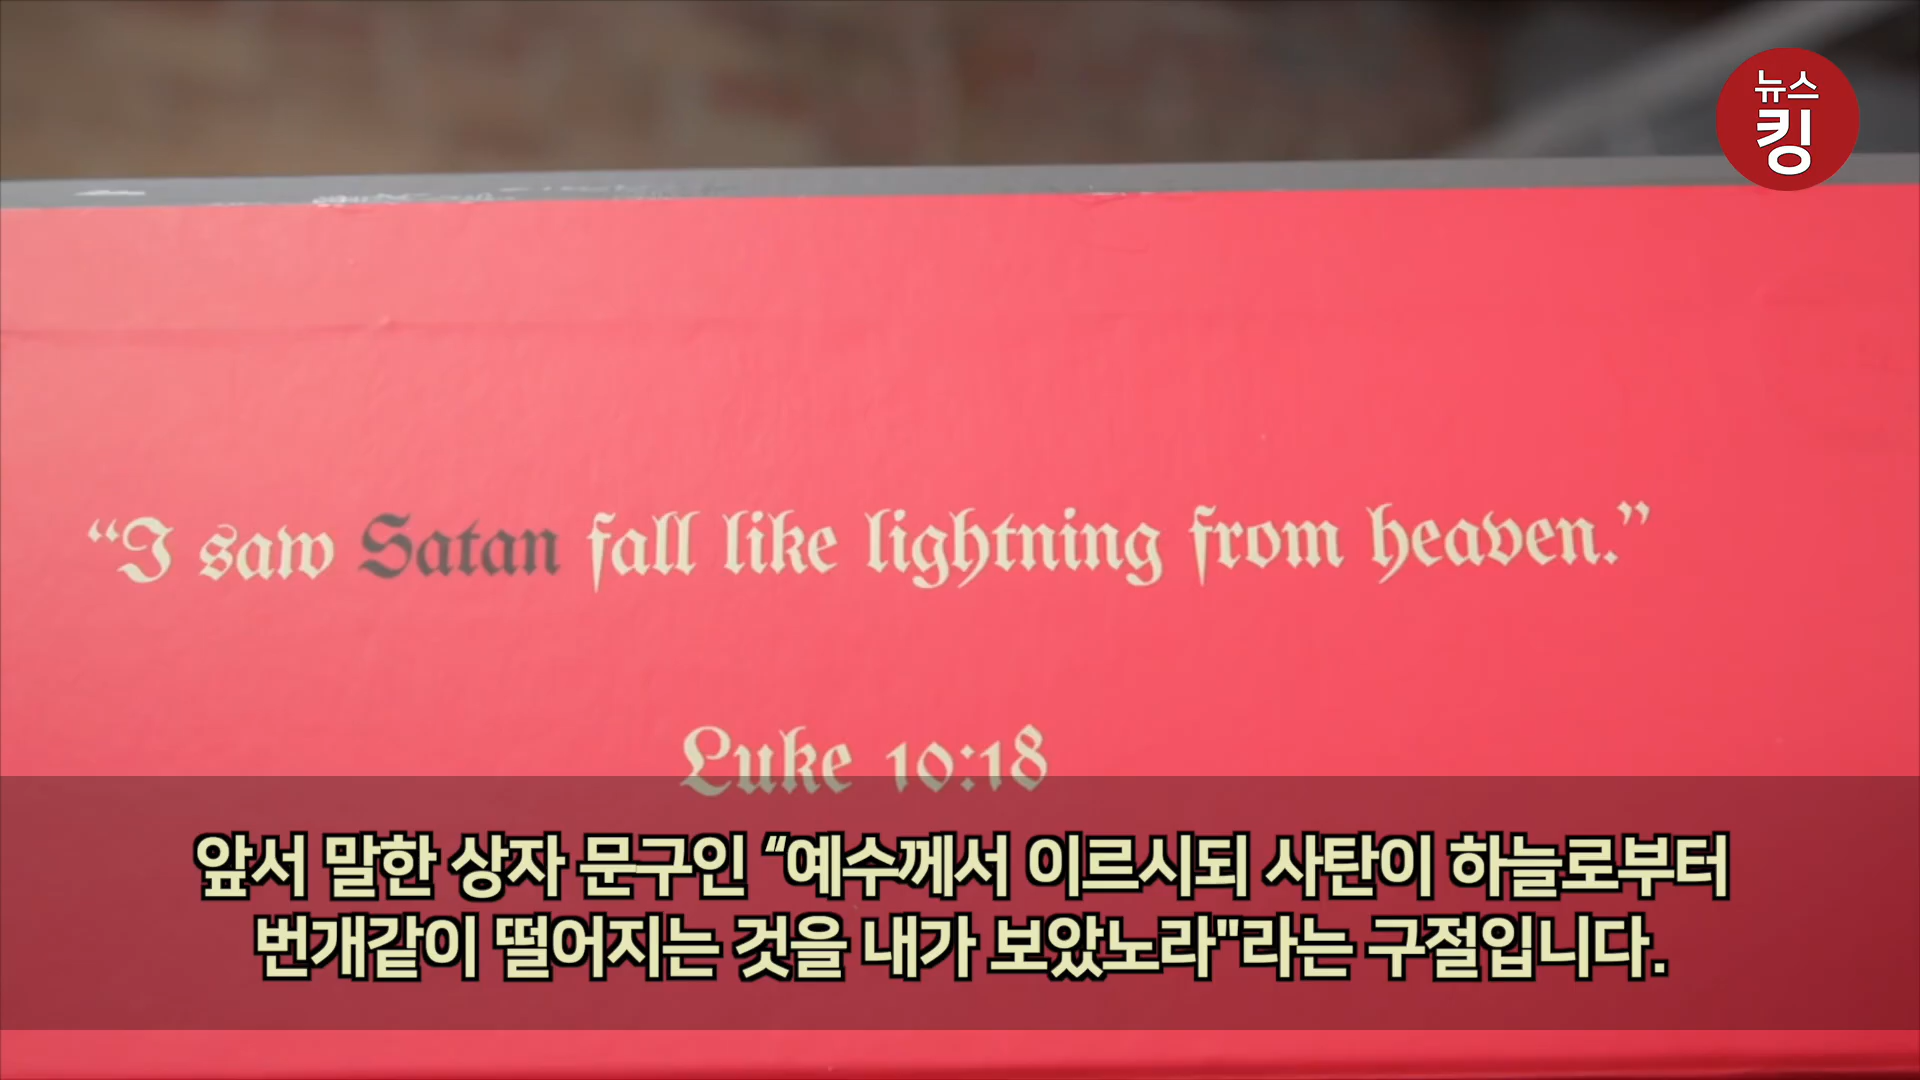 뉴스
킹
“I saw Satan fall like lightning from heaven.”
Luke 10:18
앞서 말한 상자 문구인 “예수께서 이르시되 사탄이 하늘로부터
번개같이 떨어지는 것을 내가 보았노라"라는 구절입니다.